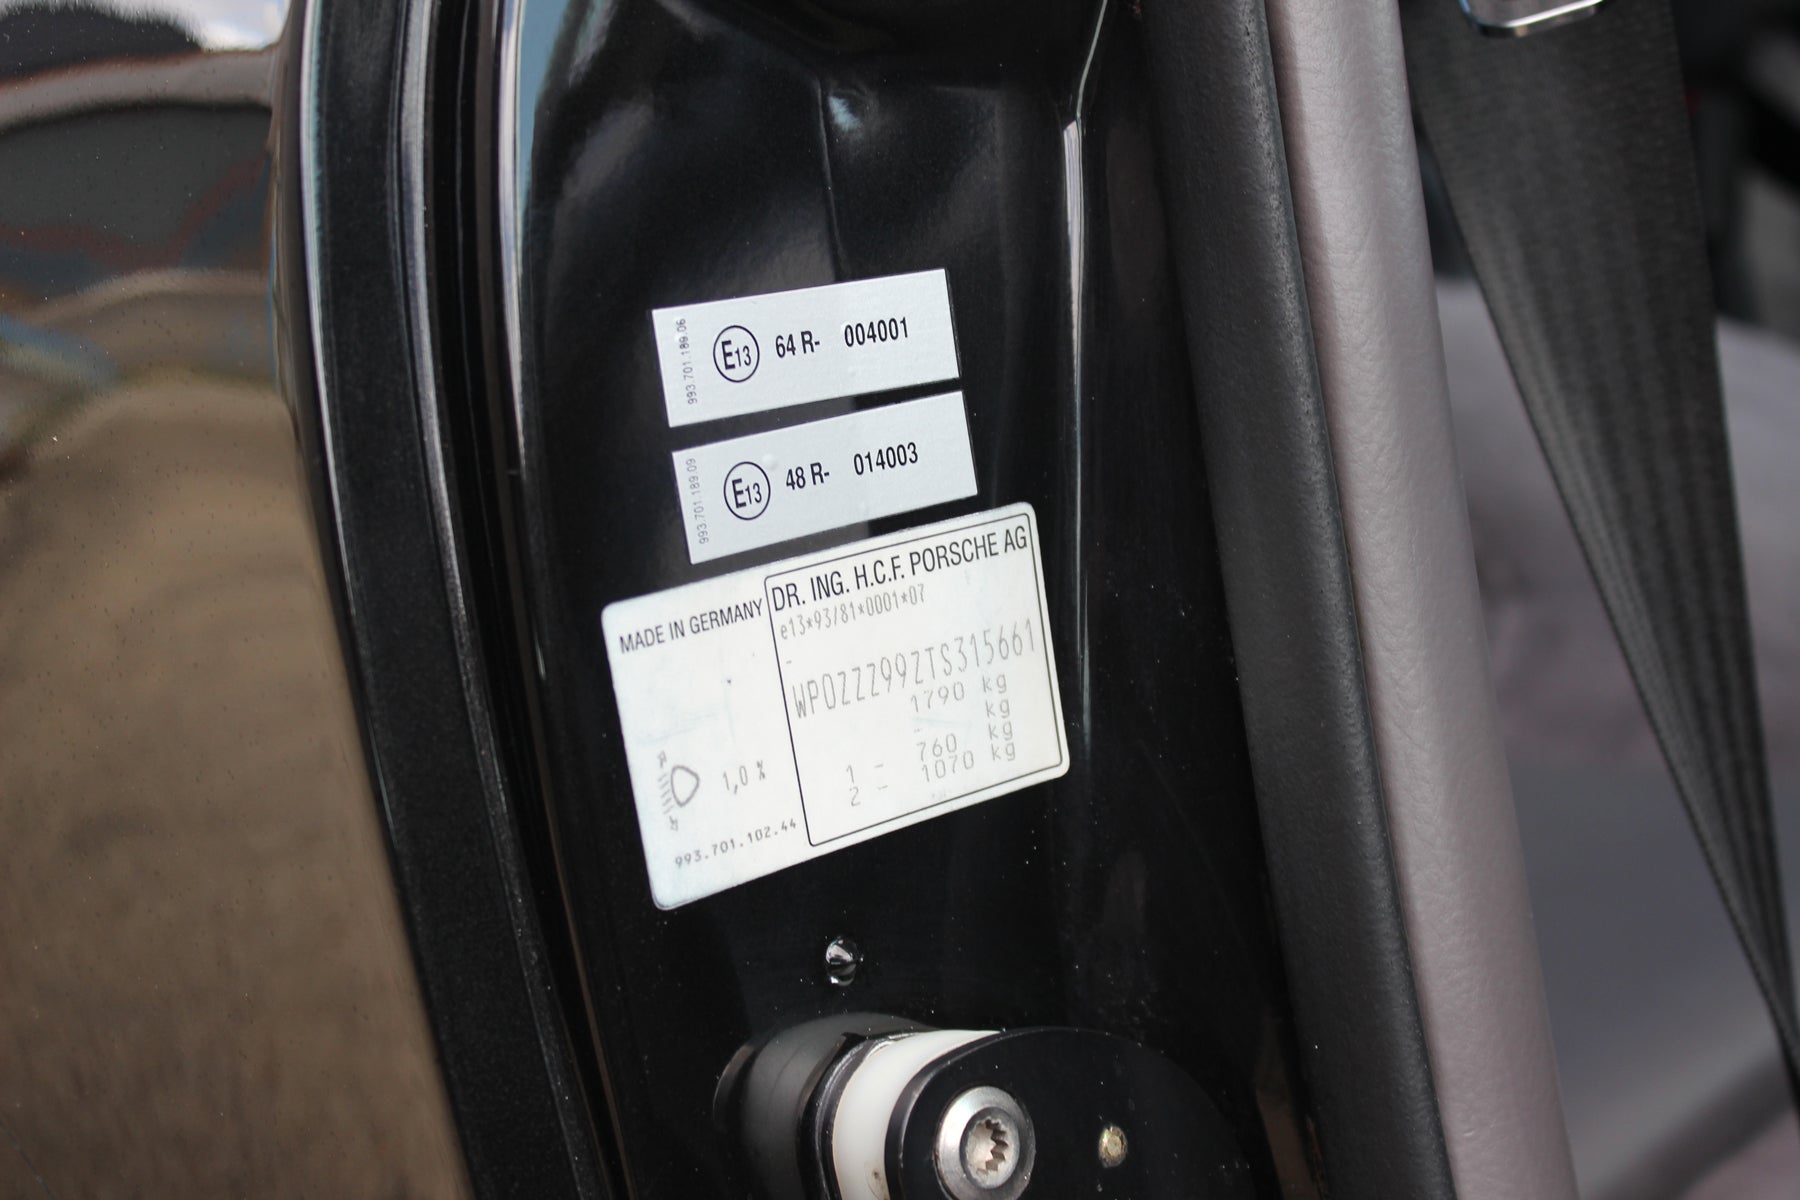 993.701.189.06
E13 64 R- 004001
993.701.189.09
E13 48 R- 014003
MADE IN GERMANY
DR. ING. H.C.F. PORSCHE AG
e13*93/81*0001*07
-
WP0ZZZ99ZTS315661
1790 kg
- kg
1 - 760 kg
2 - 1070 kg
1,0 %
993.701.102.44